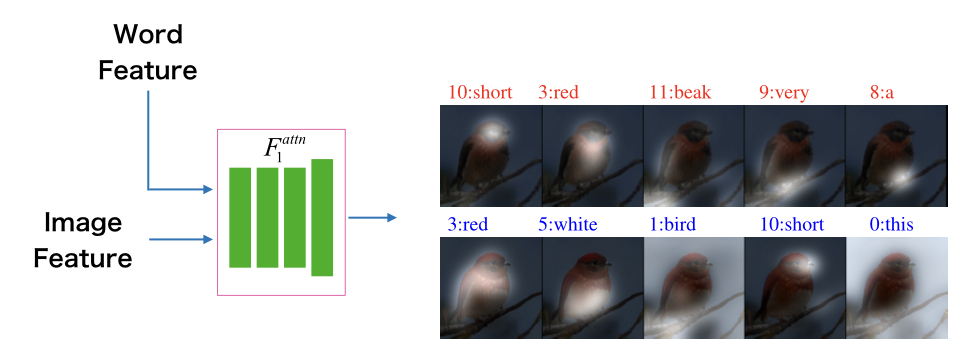 Word
Feature
F₁ᵃᵗᵗⁿ
Image
Feature
10:short 3:red 11:beak 9:very 8:a
3:red 5:white 1:bird 10:short 0:this